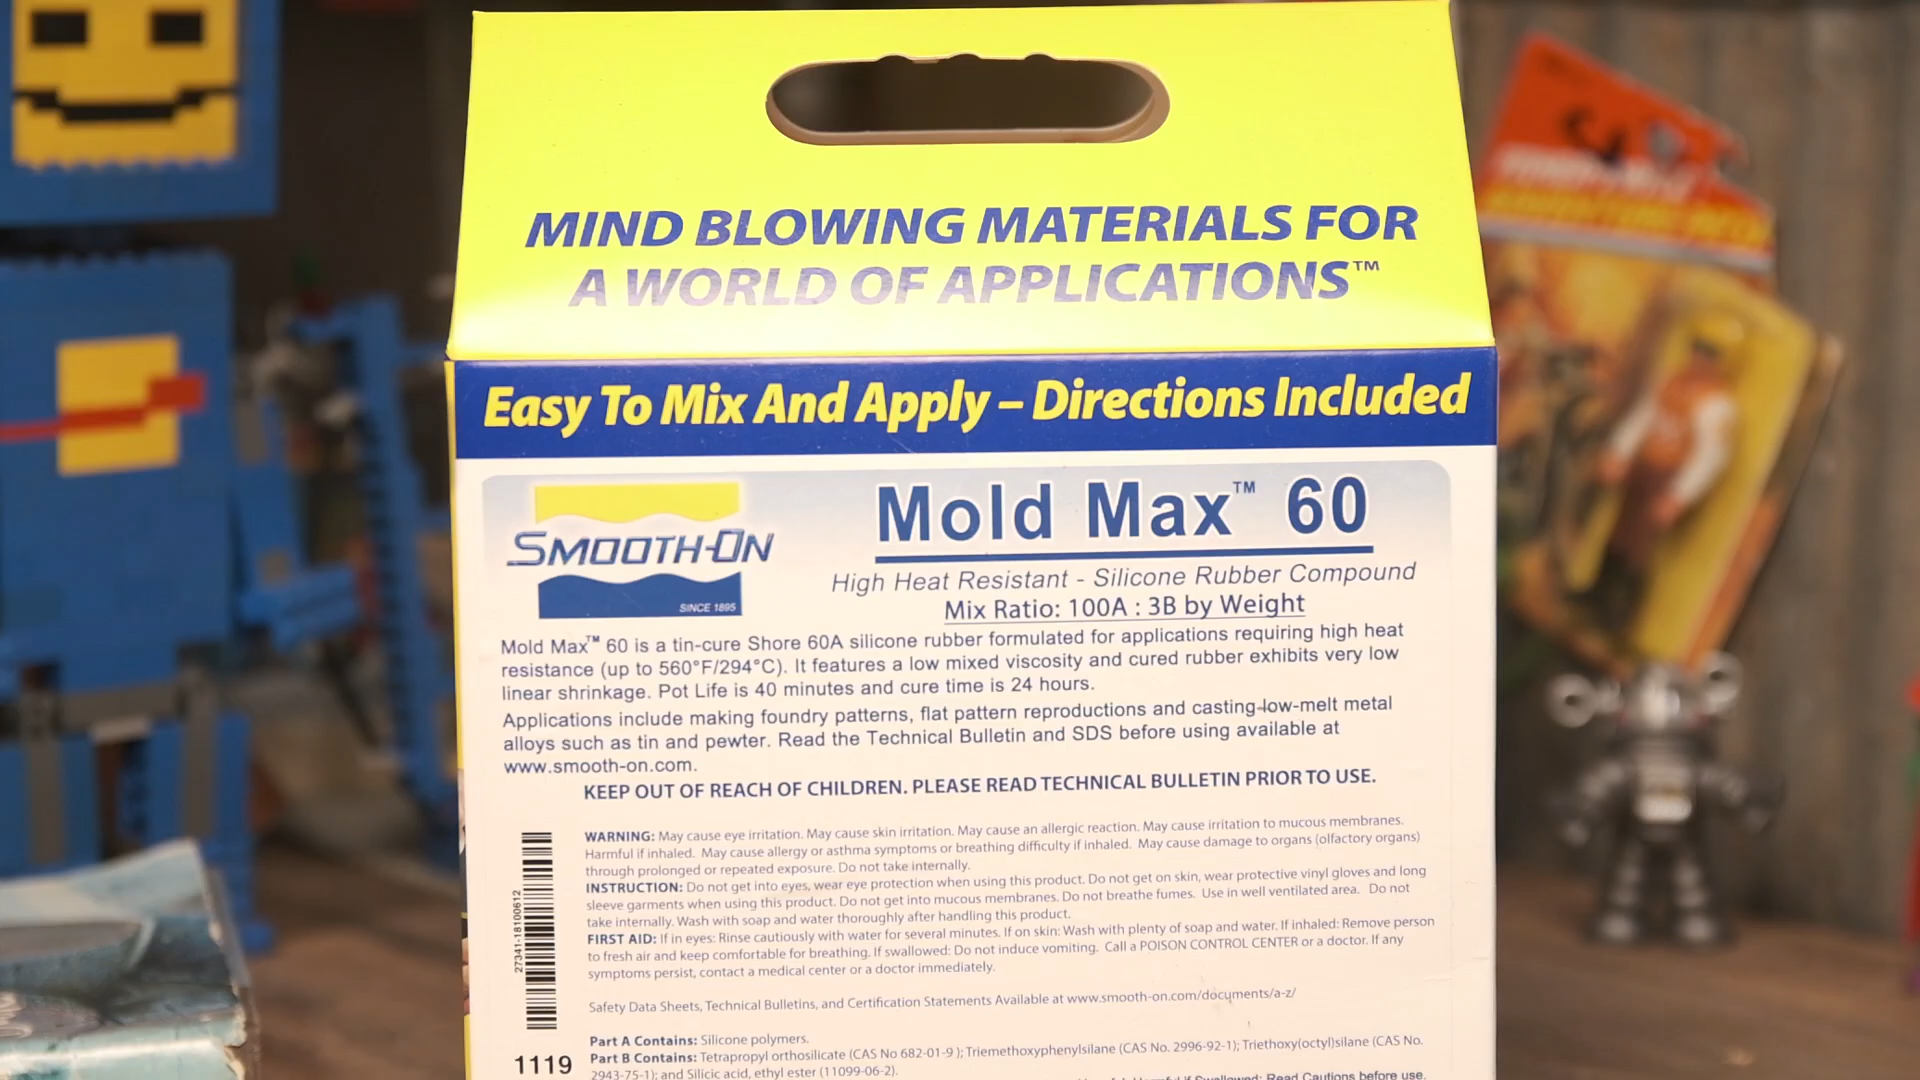 MIND BLOWING MATERIALS FOR
A WORLD OF APPLICATIONS™
Easy To Mix And Apply – Directions Included
SMOOTH-ON
SINCE 1895
Mold Max™ 60
High Heat Resistant - Silicone Rubber Compound
Mix Ratio: 100A : 3B by Weight
Mold Max™ 60 is a tin-cure Shore 60A silicone rubber formulated for applications requiring high heat
resistance (up to 560°F/294°C). It features a low mixed viscosity and cured rubber exhibits very low
linear shrinkage. Pot Life is 40 minutes and cure time is 24 hours.
Applications include making foundry patterns, flat pattern reproductions and casting low-melt metal
alloys such as tin and pewter. Read the Technical Bulletin and SDS before using available at
www.smooth-on.com.
KEEP OUT OF REACH OF CHILDREN. PLEASE READ TECHNICAL BULLETIN PRIOR TO USE.
WARNING: May cause eye irritation. May cause skin irritation. May cause an allergic reaction. May cause irritation to mucous membranes.
Harmful if inhaled. May cause allergy or asthma symptoms or breathing difficulty if inhaled. May cause damage to organs (olfactory organs)
through prolonged or repeated exposure. Do not take internally.
INSTRUCTION: Do not get into eyes, wear eye protection when using this product. Do not get on skin, wear protective vinyl gloves and long
sleeve garments when using this product. Do not get into mucous membranes. Do not breathe fumes. Use in well ventilated area. Do not
take internally. Wash with soap and water thoroughly after handling this product.
FIRST AID: If in eyes: Rinse cautiously with water for several minutes. If on skin: Wash with plenty of soap and water. If inhaled: Remove person
to fresh air and keep comfortable for breathing. If swallowed: Do not induce vomiting. Call a POISON CONTROL CENTER or a doctor. If any
symptoms persist, contact a medical center or a doctor immediately.
Safety Data Sheets, Technical Bulletins, and Certification Statements Available at www.smooth-on.com/documents/a-z/
27341-18100612
1119
Part A Contains: Silicone polymers.
Part B Contains: Tetrapropyl orthosilicate (CAS No 682-01-9 ); Triemethoxyphenylsilane (CAS No. 2996-92-1); Triethoxy(octyl)silane (CAS No.
2943-75-1); and Silicic acid, ethyl ester (11099-06-2).
Harmful if Swallowed: Read Cautions before use.